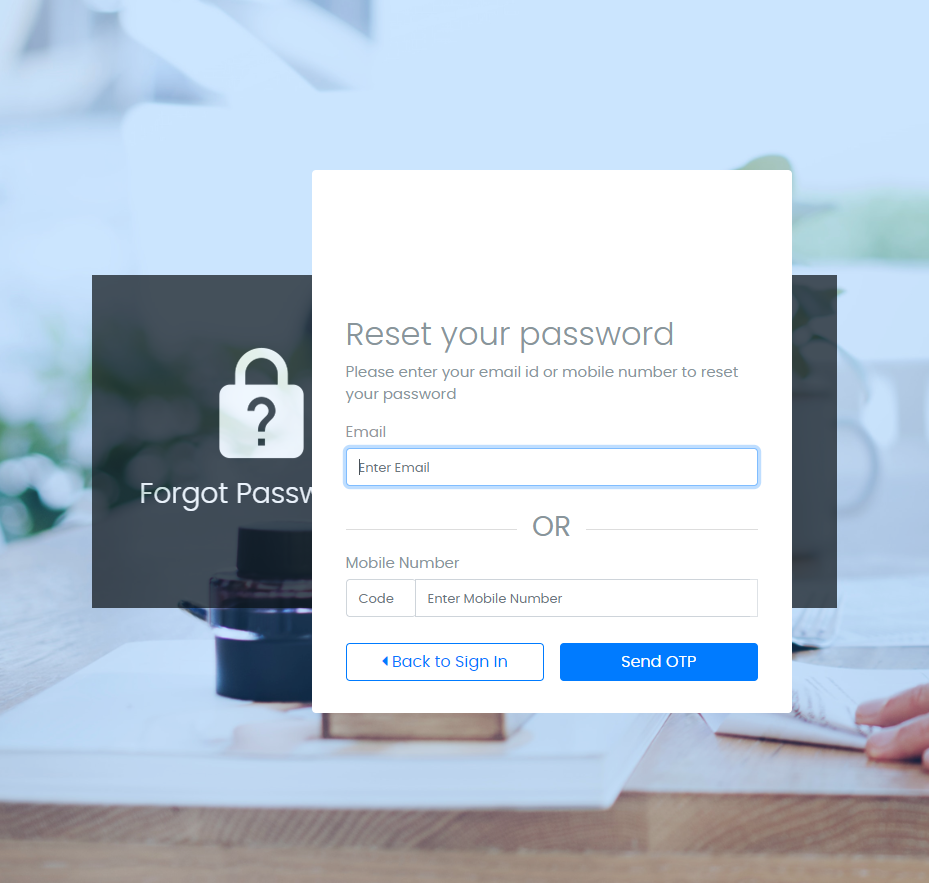 Reset your password
Please enter your email id or mobile number to reset
your password
Email
Enter Email
?
Forgot Passw
OR
Mobile Number
Code
Enter Mobile Number
Back to Sign In
Send OTP